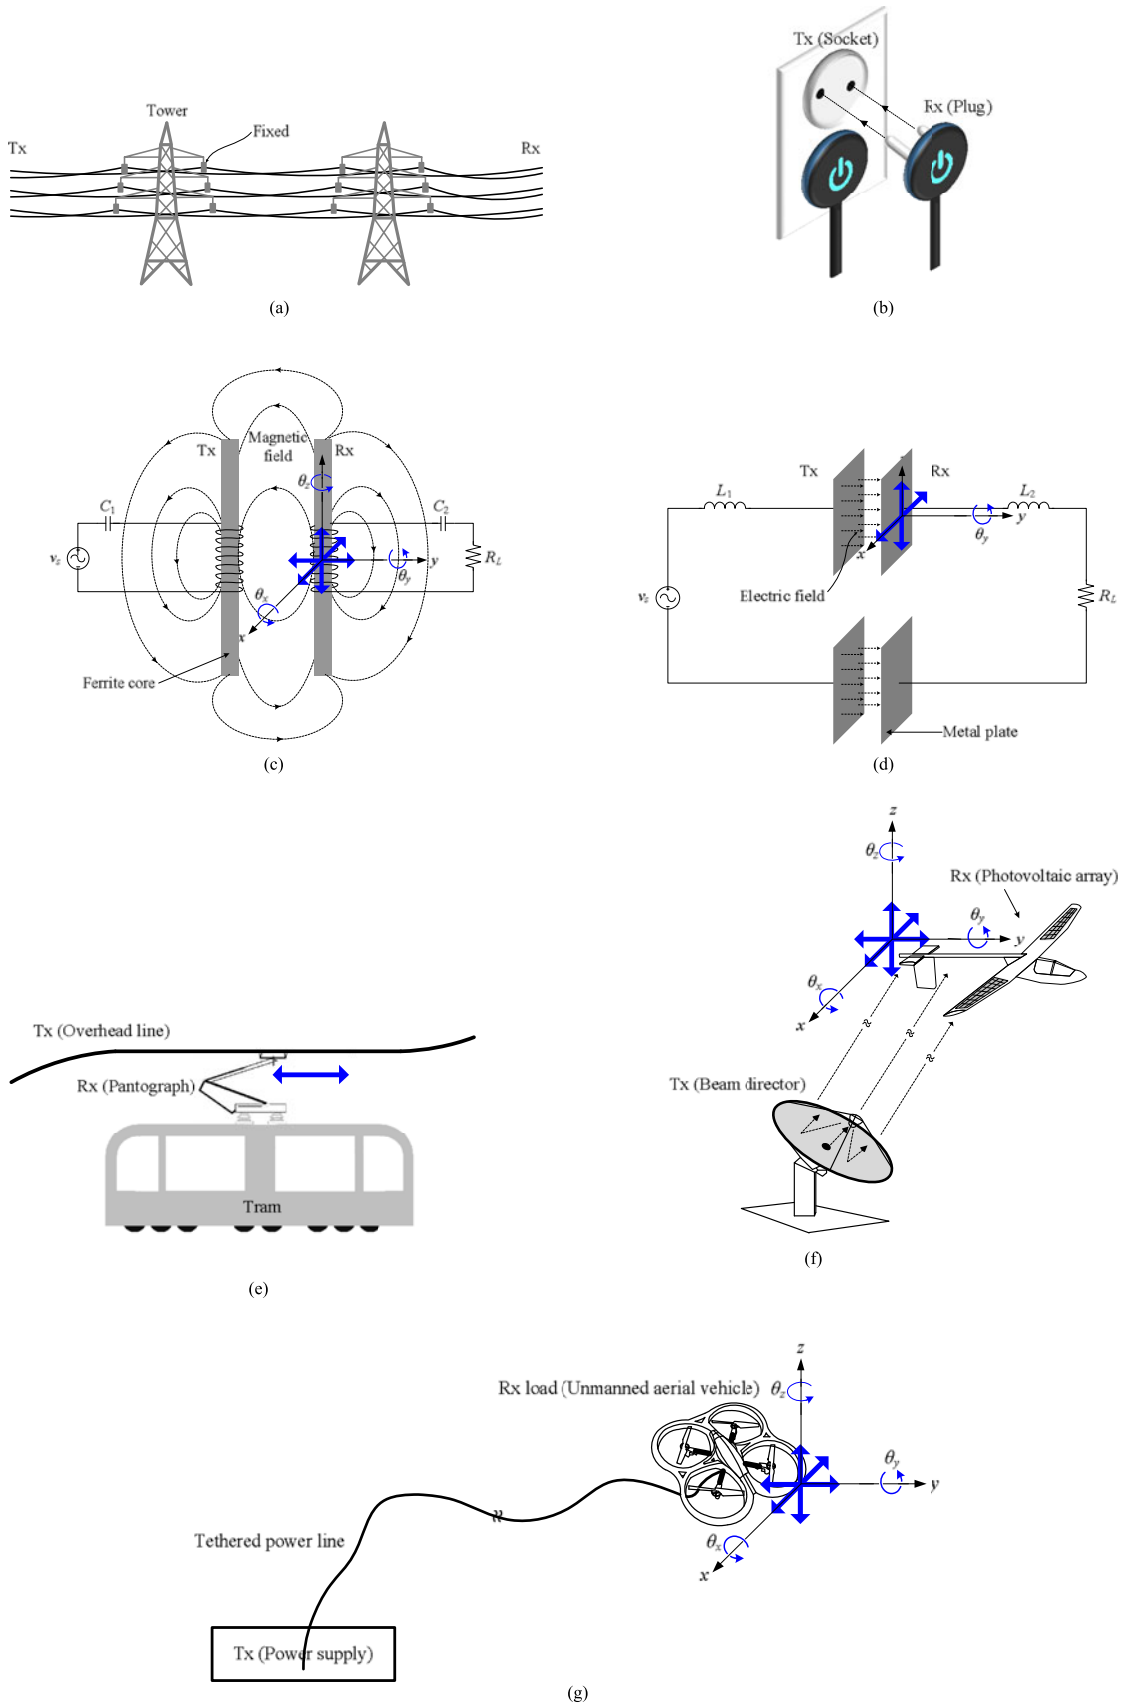 Tx (Socket)
Tower
Fixed
Rx (Plug)
Tx
Rx
(a)
(b)
Tx
Magnetic
field
Rx
θz
C1
C2
vs
y
RL
θy
θx
x
Ferrite core
(c)
Tx
Rx
L1
L2
y
θy
x
Electric field
vs
RL
Metal plate
(d)
z
θz
Rx (Photovoltaic array)
θy
y
θx
x
Tx (Overhead line)
Rx (Pantograph)
Tx (Beam director)
Tram
(e)
(f)
z
Rx load (Unmanned aerial vehicle)
θz
θy
y
Tethered power line
θx
x
Tx (Power supply)
(g)